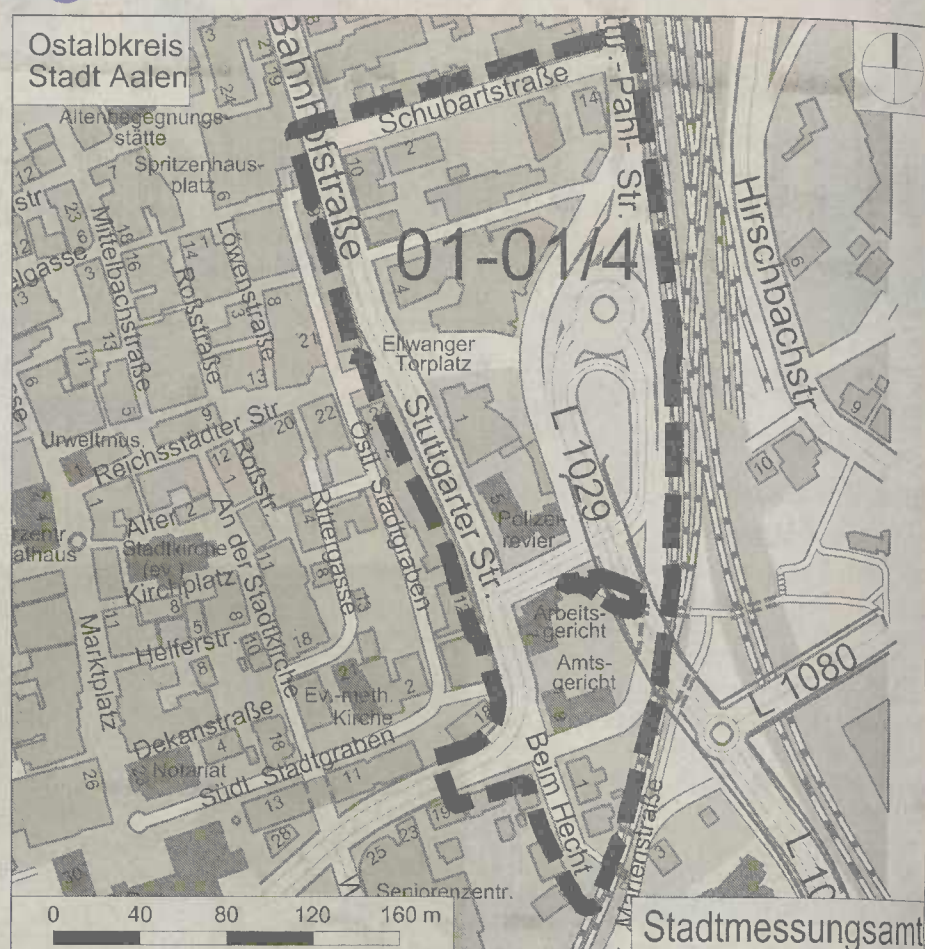 Ostalbkreis
Stadt Aalen
Bahnhofstraße
Schubartstraße
Str.
Altenbegegnungs-
stätte
Spritzenhaus-
platz
Hirschbachstr
01-01/4
Mittelbachstraße
Roßstraße
Löwenstraße
Ellwanger
Torplatz
Stuttgarter Str.
L 1029
Urweltmus.
Reichsstädter Str
Roßstr.
Rittergasse
Östl. Stadtgraben
Polizei-
revier
Alter
Stadtkirche
(ev.)
Kirchplatz
An der Stadtkirche
Helferstr.
Marktplatz
Arbeits-
gericht
Amts-
gericht
L 1080
Ev.-meth.
Kirche
Dekanstraße
Notariat
Südl. Stadtgraben
Beim Hecht
Marienstraße
Seniorenzentr.
0 40 80 120 160 m
Stadtmessungsamt